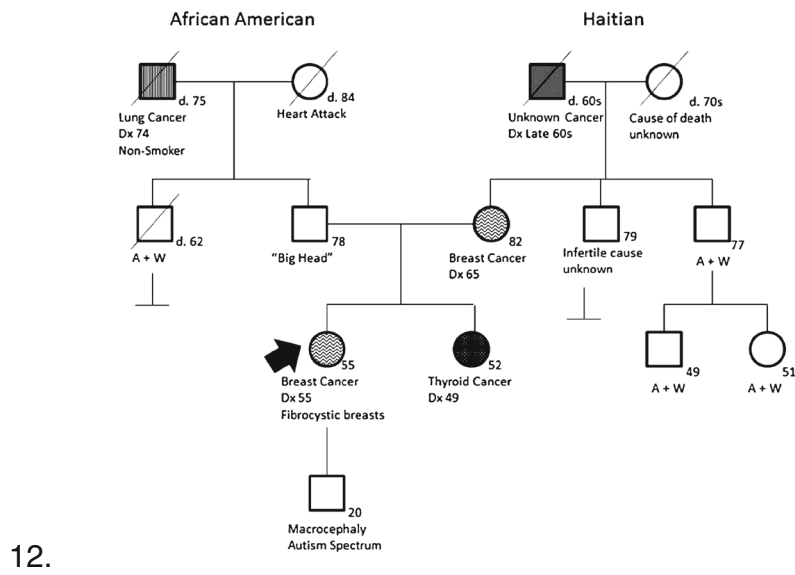 African American
Haitian
d. 75
d. 84
d. 60s
d. 70s
Lung Cancer
Dx 74
Non-Smoker
Heart Attack
Unknown Cancer
Dx Late 60s
Cause of death
unknown
d. 62
78
82
79
77
A + W
"Big Head"
Breast Cancer
Dx 65
Infertile cause
unknown
A + W
55
52
49
51
Breast Cancer
Dx 55
Fibrocystic breasts
Thyroid Cancer
Dx 49
A + W
A + W
20
Macrocephaly
Autism Spectrum
12.